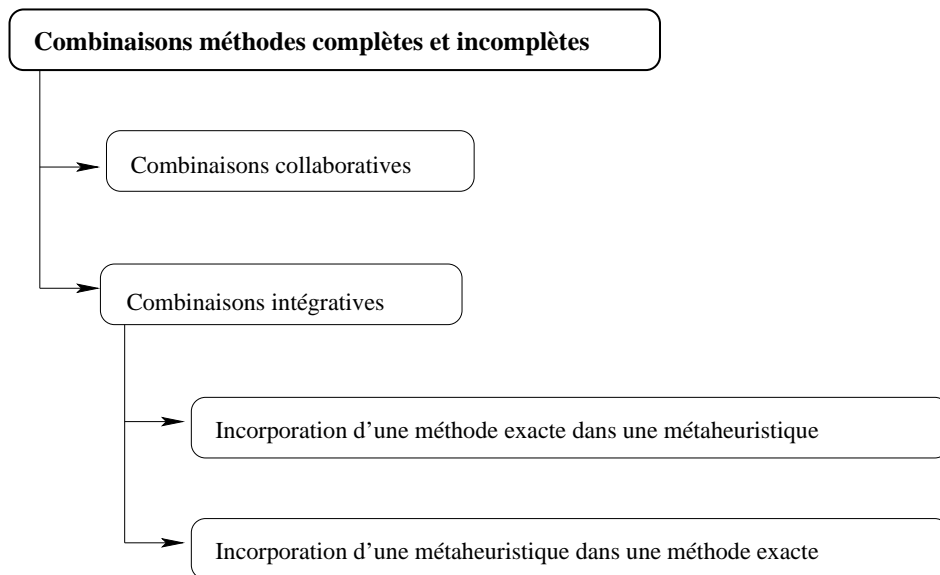 Combinaisons méthodes complètes et incomplètes
Combinaisons collaboratives
Combinaisons intégratives
Incorporation d'une méthode exacte dans une métaheuristique
Incorporation d'une métaheuristique dans une méthode exacte